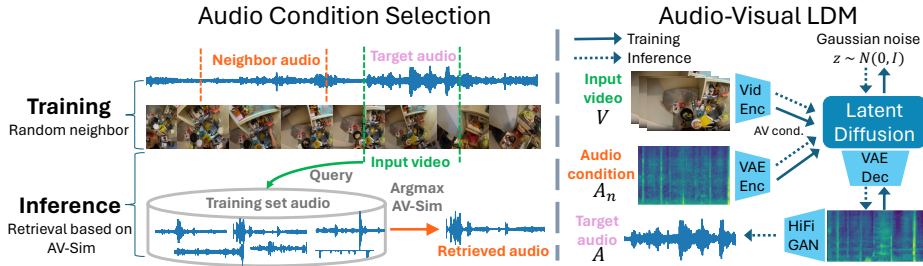 Audio Condition Selection
Neighbor audio
Target audio
Training
Random neighbor
Input video
Query
Inference
Retrieval based on
AV-Sim
Training set audio
Argmax
AV-Sim
Retrieved audio
Audio-Visual LDM
Training
Inference
Gaussian noise
z ~ N(0, I)
Input
video
V
Vid
Enc
AV cond.
Latent
Diffusion
Audio
condition
Aₙ
VAE
Enc
VAE
Dec
Target
audio
A
HiFi
GAN